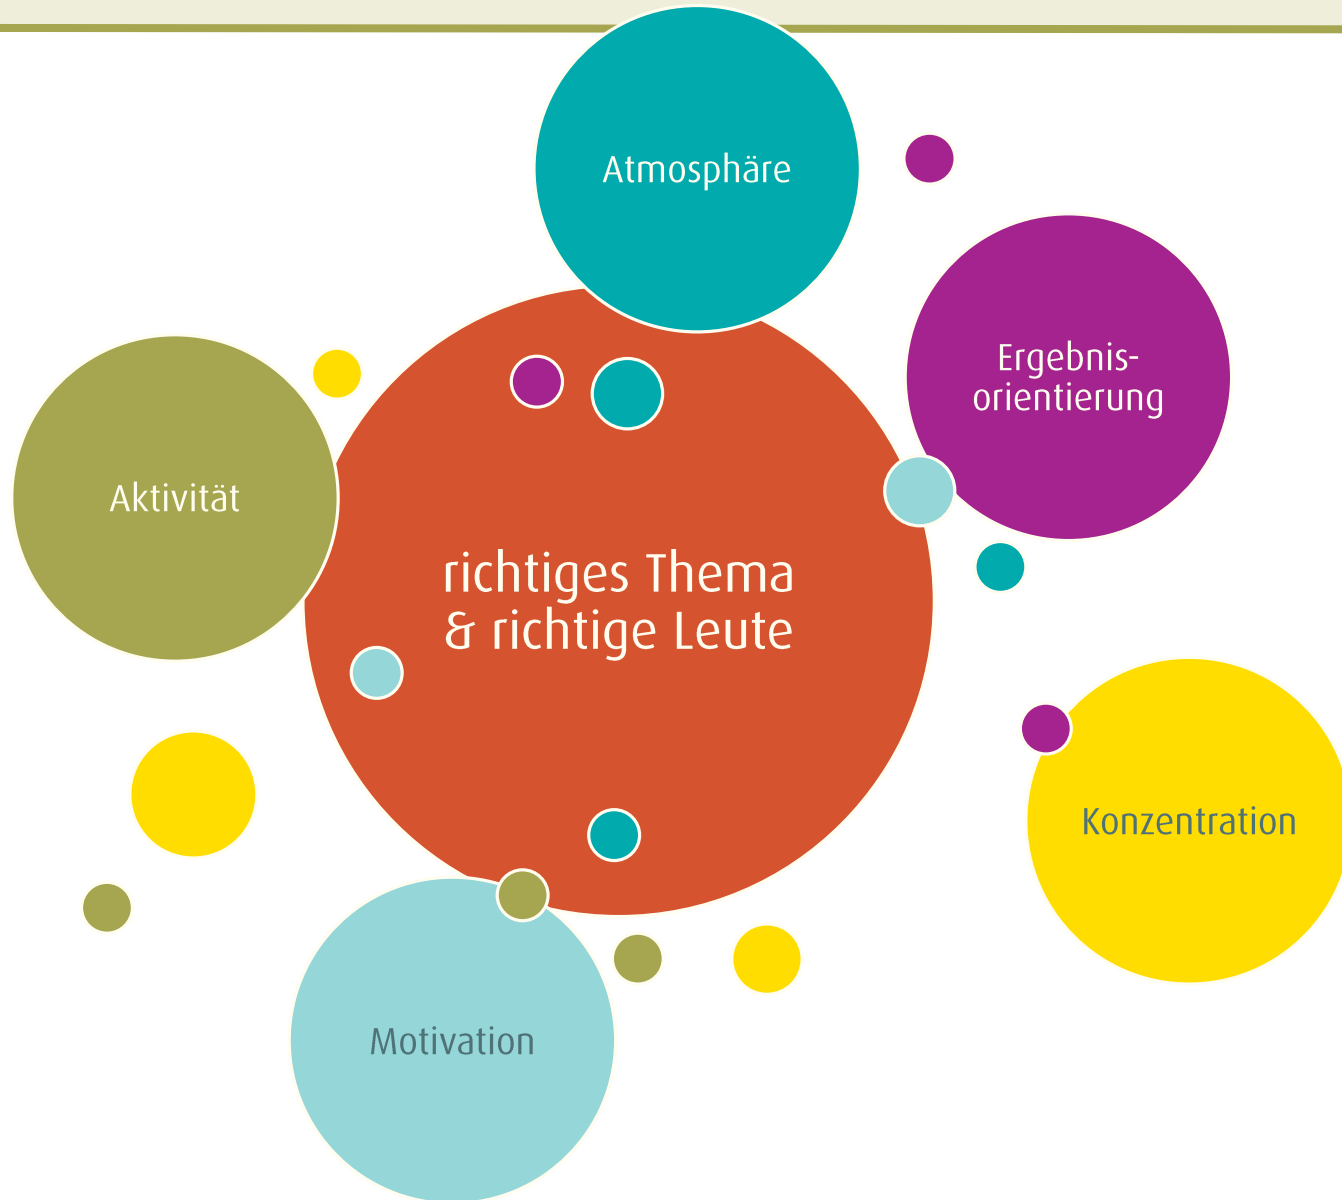 Atmosphäre
Ergebnis-
orientierung
Aktivität
richtiges Thema
& richtige Leute
Konzentration
Motivation